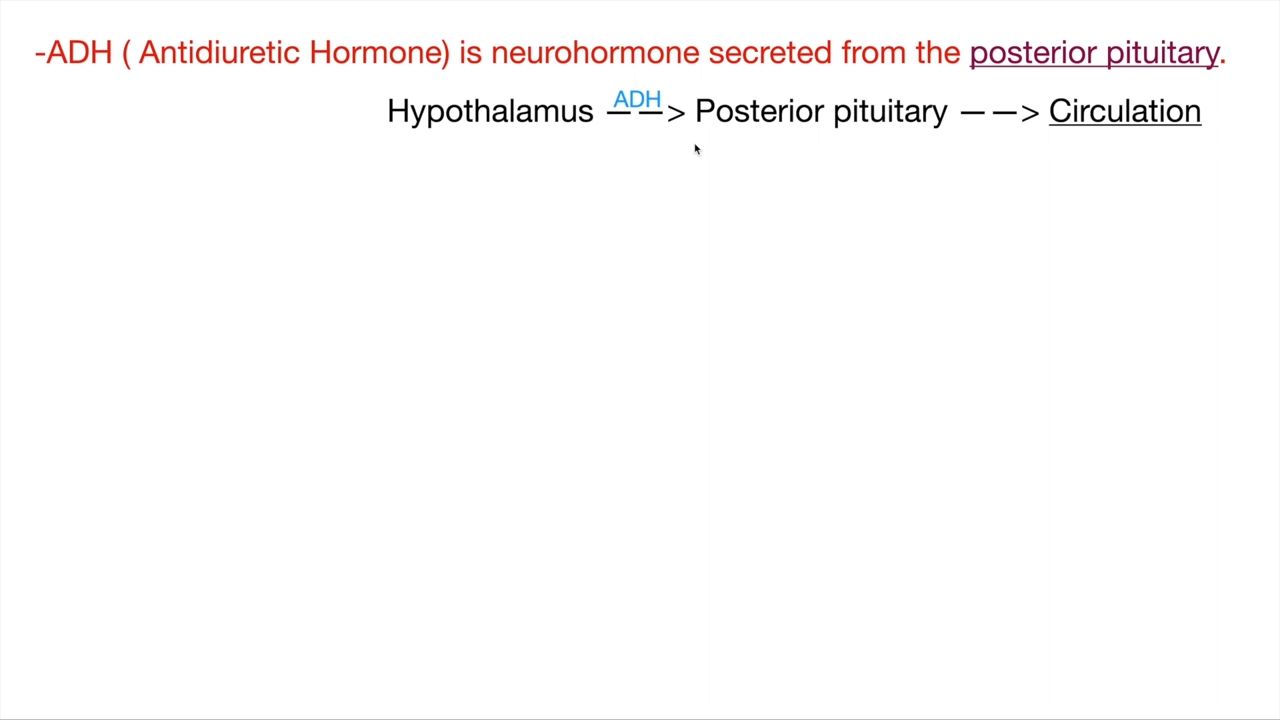 -ADH ( Antidiuretic Hormone) is neurohormone secreted from the posterior pituitary.
ADH
Hypothalamus — —> Posterior pituitary — —> Circulation